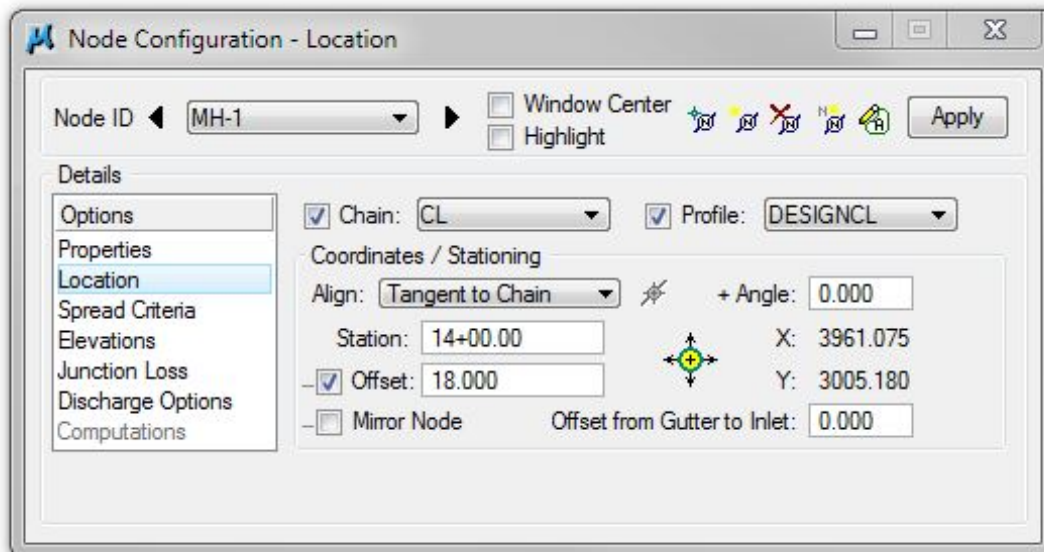 Node Configuration - Location
Node ID MH-1 Window Center Apply
Highlight
Details
Options
Properties
Location
Spread Criteria
Elevations
Junction Loss
Discharge Options
Computations
Chain: CL Profile: DESIGNCL
Coordinates / Stationing
Align: Tangent to Chain + Angle: 0.000
Station: 14+00.00 X: 3961.075
Offset: 18.000 Y: 3005.180
Mirror Node Offset from Gutter to Inlet: 0.000